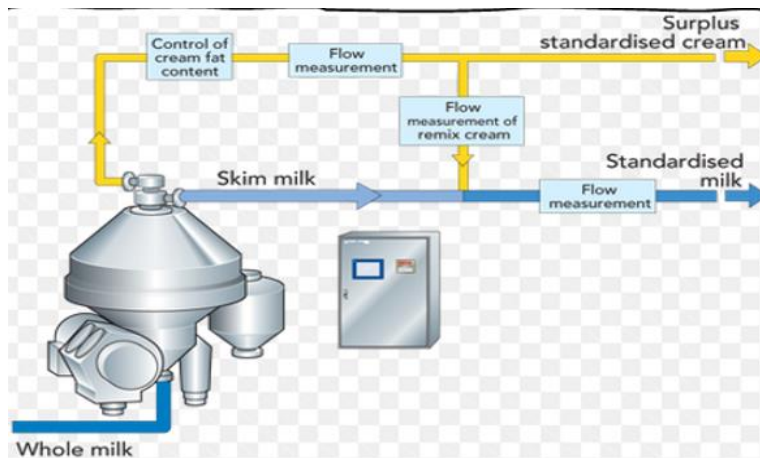 Surplus
standardised cream
Control of
cream fat
content
Flow
measurement
Flow
measurement of
remix cream
Skim milk
Standardised
milk
Flow
measurement
Whole milk